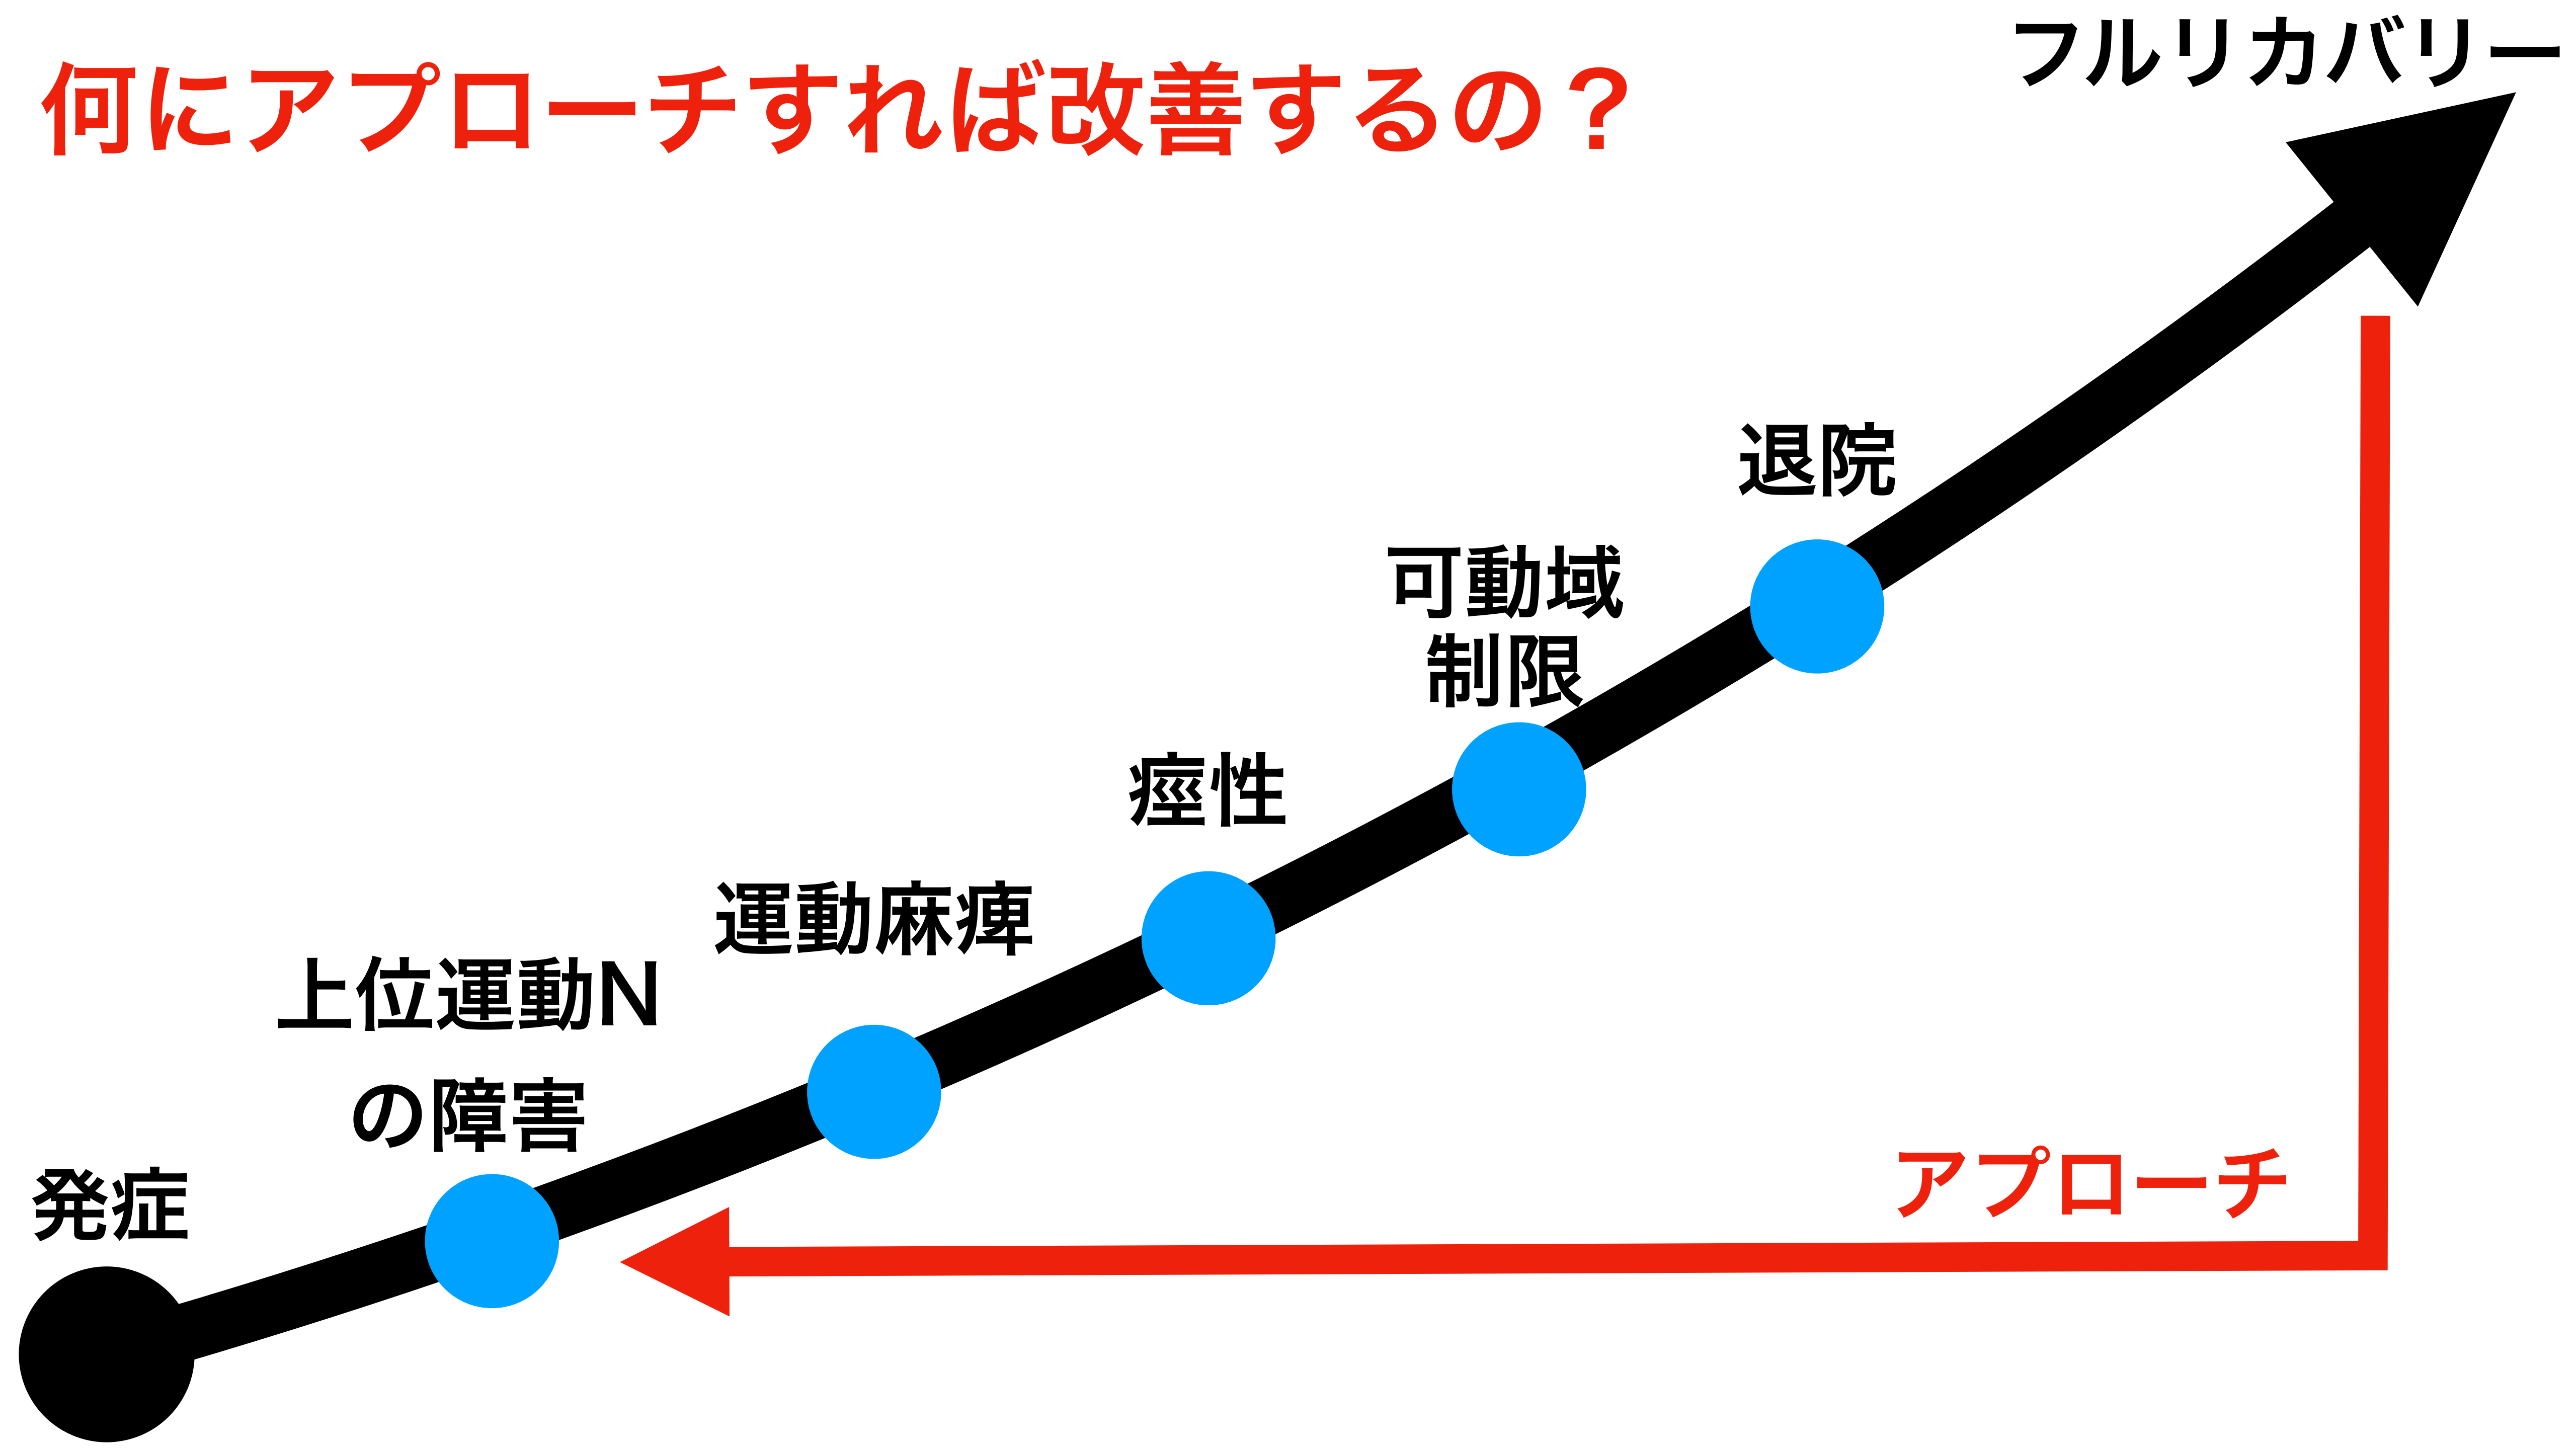 何にアプローチすれば改善するの？
フルリカバリー
退院
可動域
制限
痙性
運動麻痺
上位運動N
の障害
発症
アプローチ